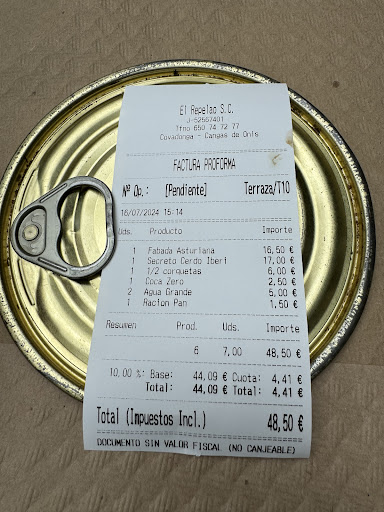 El Repelao S.C.
J-52567401
Tfno 650 74 72 77
Covadonga - Cangas de Onis
FACTURA PROFORMA
Nº Op.: [Pendiente] Terraza/T10
16/07/2024 15:14
Uds. Producto Importe
1 Fabada Asturiana 16,50 €
1 Secreto Cerdo Iberi 17,00 €
1 1/2 corquetas 6,00 €
1 Coca Zero 2,50 €
2 Agua Grande 5,00 €
1 Racion Pan 1,50 €
Resumen Prod. Uds. Importe
6 7,00 48,50 €
10,00 %: Base: 44,09 € Cuota: 4,41 €
Total: 44,09 € Total: 4,41 €
Total (Impuestos Incl.) 48,50 €
DOCUMENTO SIN VALOR FISCAL (NO CANJEABLE)